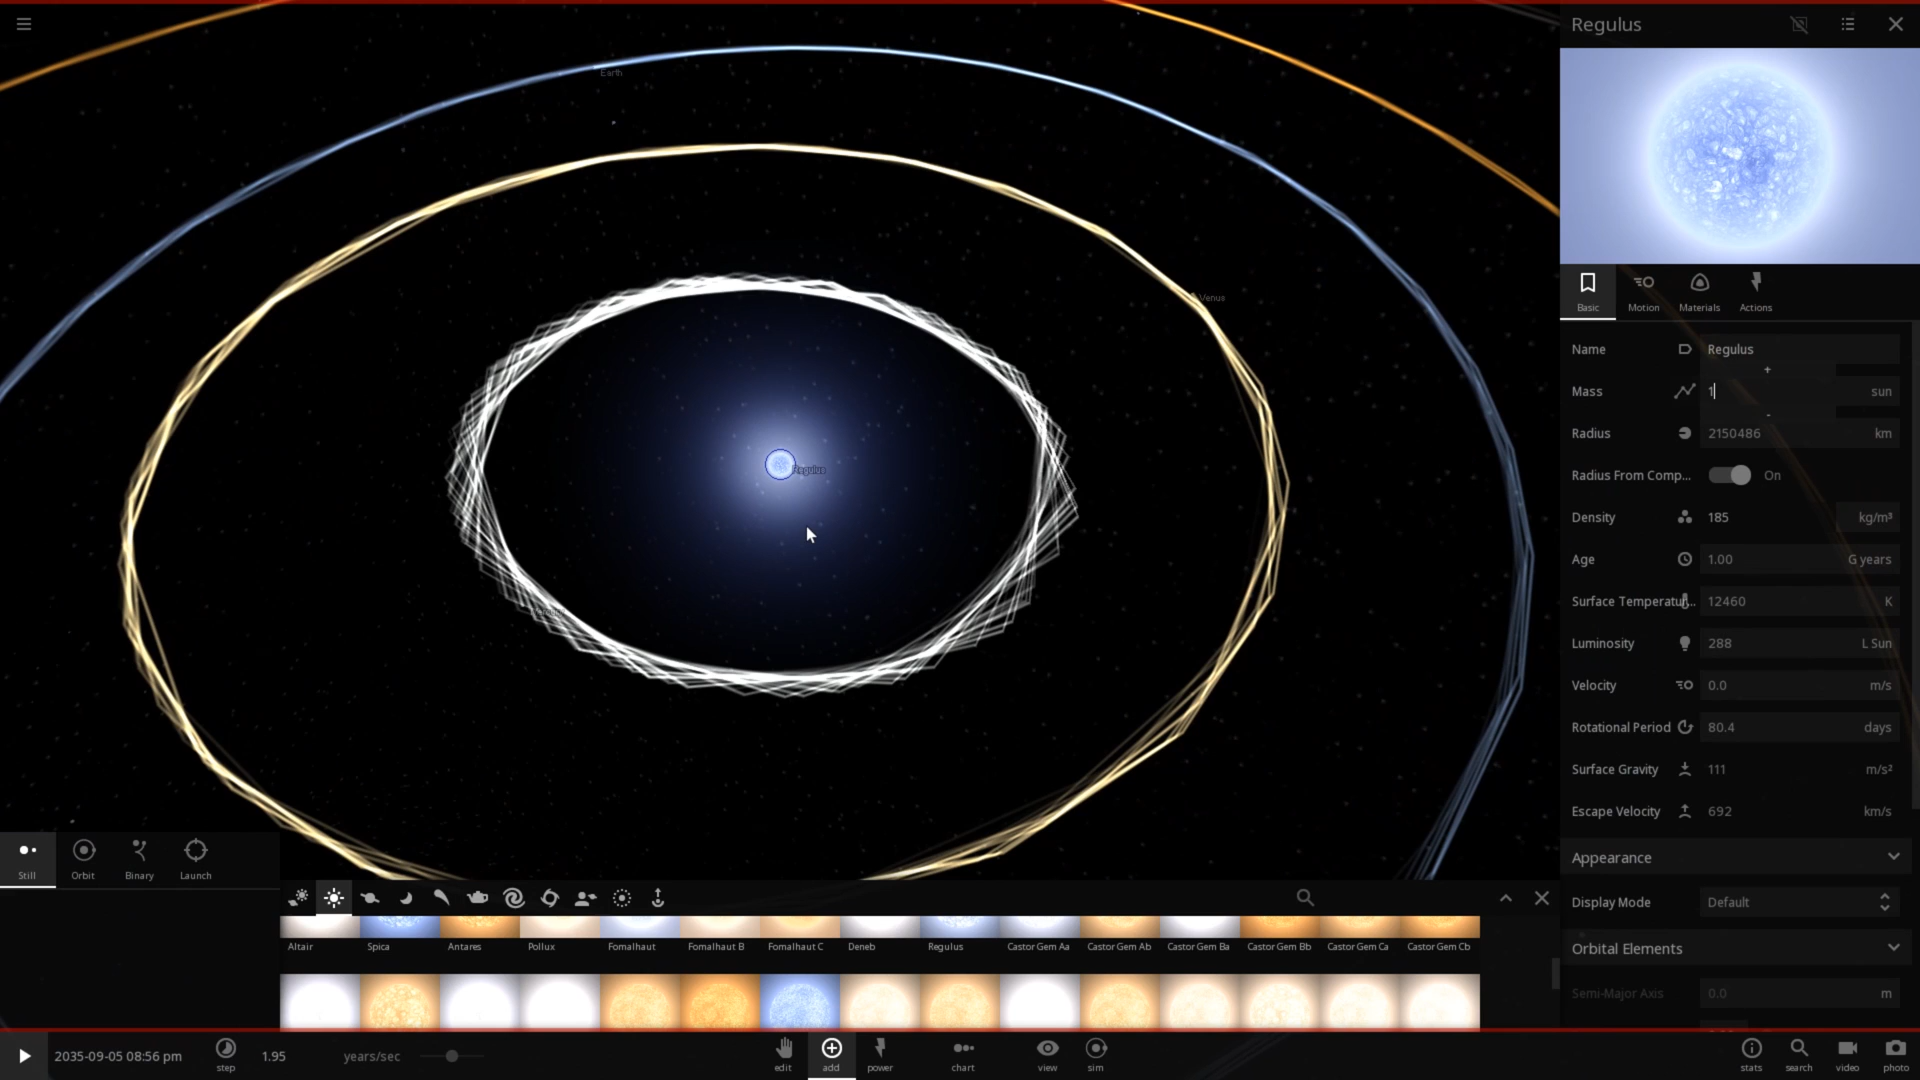 Regulus
Earth
Venus
Regulus
Basic
Motion
Materials
Actions
Name
Regulus
+
Mass
1
sun
-
Radius
2150486
km
Radius From Comp...
On
Density
185
kg/m³
Age
1.00
G years
Surface Temperatur...
12460
K
Luminosity
288
L Sun
Velocity
0.0
m/s
Rotational Period
80.4
days
Surface Gravity
111
m/s²
Escape Velocity
692
km/s
Appearance
Display Mode
Default
Orbital Elements
Semi-Major Axis
0.0
m
Still
Orbit
Binary
Launch
Altair
Spica
Antares
Pollux
Fomalhaut
Fomalhaut B
Fomalhaut C
Deneb
Regulus
Castor Gem Aa
Castor Gem Ab
Castor Gem Ba
Castor Gem Bb
Castor Gem Ca
Castor Gem Cb
2035-09-05 08:56 pm
step
1.95
years/sec
edit
add
power
chart
view
sim
stats
search
video
photo